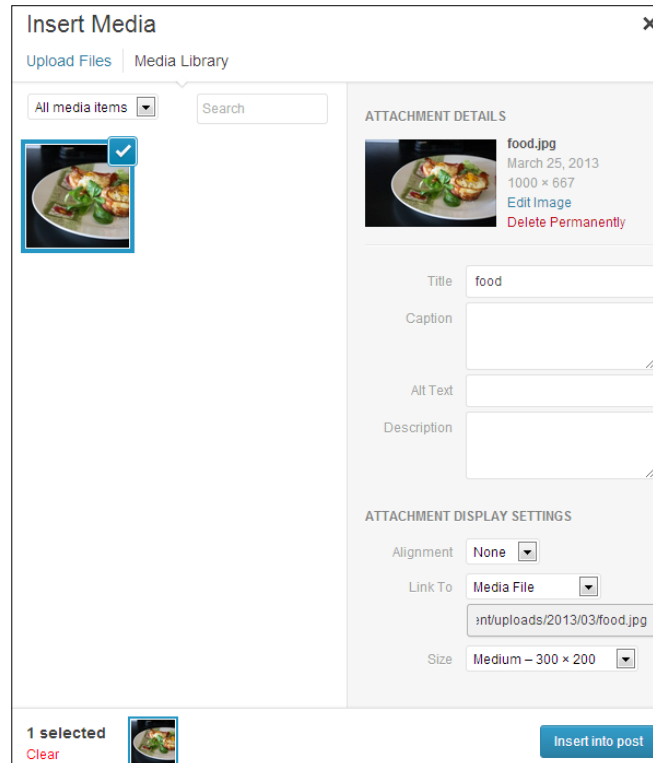 Insert Media
Upload Files Media Library
All media items Search
ATTACHMENT DETAILS
food.jpg
March 25, 2013
1000 × 667
Edit Image
Delete Permanently
Title food
Caption
Alt Text
Description
ATTACHMENT DISPLAY SETTINGS
Alignment None
Link To Media File
ent/uploads/2013/03/food.jpg
Size Medium – 300 × 200
1 selected
Clear
Insert into post